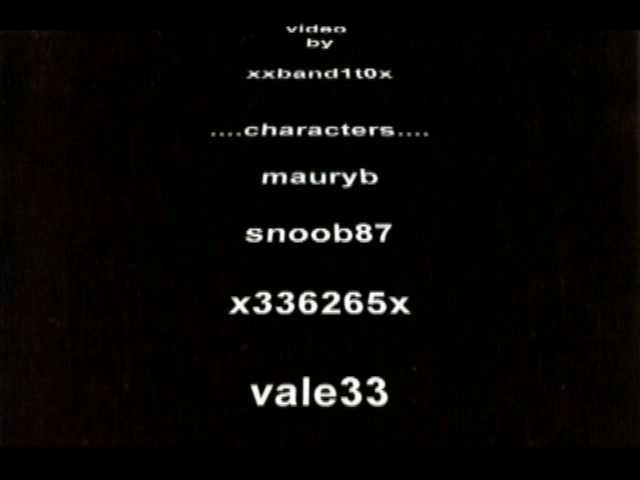 video
by
xxband1t0x
....characters....
mauryb
snoob87
x336265x
vale33